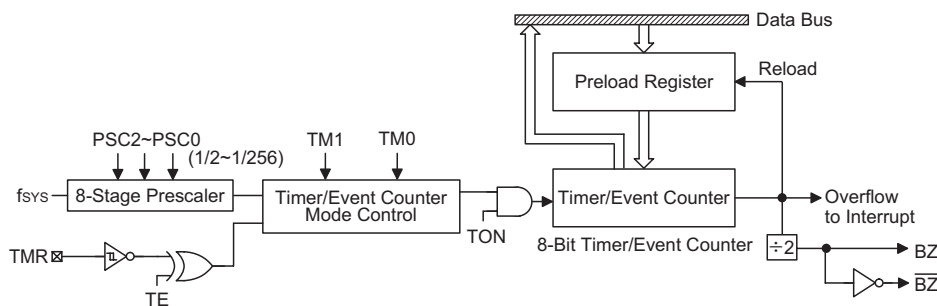 Data Bus
Preload Register
Reload
PSC2~PSC0
(1/2~1/256)
TM1
TM0
fSYS
8-Stage Prescaler
Timer/Event Counter
Mode Control
TON
Timer/Event Counter
8-Bit Timer/Event Counter
Overflow
to Interrupt
÷2
BZ
B̅Z̅
TMR
TE